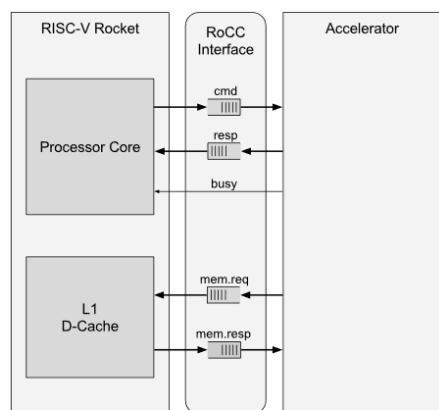 RISC-V Rocket
RoCC
Interface
Accelerator
cmd
Processor Core
resp
busy
mem.req
L1
D-Cache
mem.resp